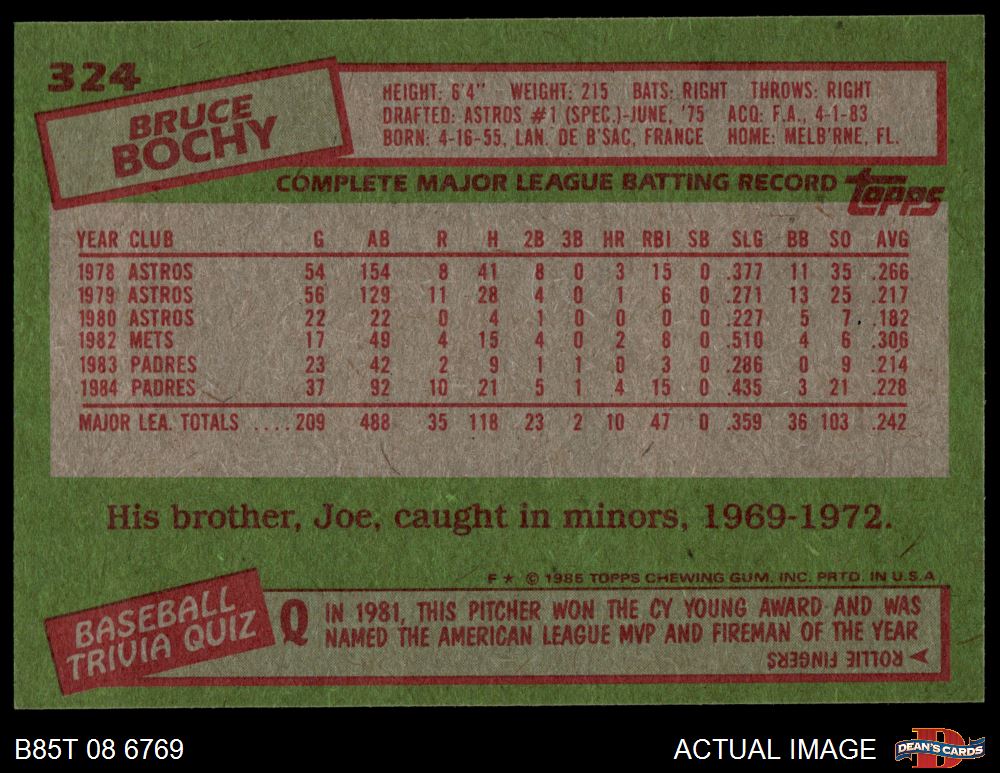 324
BRUCE
BOCHY
HEIGHT: 6'4" WEIGHT: 215 BATS: RIGHT THROWS: RIGHT
DRAFTED: ASTROS #1 (SPEC.)-JUNE, '75 ACQ: F.A., 4-1-83
BORN: 4-16-55, LAN. DE B'SAC, FRANCE HOME: MELB'RNE, FL.
COMPLETE MAJOR LEAGUE BATTING RECORD topps
YEAR CLUB G AB R H 2B 3B HR RBI SB SLG BB SO AVG
1978 ASTROS 54 154 8 41 8 0 3 15 0 .377 11 35 .266
1979 ASTROS 56 129 11 28 4 0 1 6 0 .271 13 25 .217
1980 ASTROS 22 22 0 4 1 0 0 0 0 .227 5 7 .182
1982 METS 17 49 4 15 4 0 2 8 0 .510 4 6 .306
1983 PADRES 23 42 2 9 1 1 0 3 0 .286 0 9 .214
1984 PADRES 37 92 10 21 5 1 4 15 0 .435 3 21 .228
MAJOR LEA. TOTALS ....209 488 35 118 23 2 10 47 0 .359 36 103 .242
His brother, Joe, caught in minors, 1969-1972.
F ★ © 1985 TOPPS CHEWING GUM, INC. PRTD. IN U.S.A
BASEBALL
TRIVIA QUIZ
Q IN 1981, THIS PITCHER WON THE CY YOUNG AWARD AND WAS
NAMED THE AMERICAN LEAGUE MVP AND FIREMAN OF THE YEAR
ROLLIE FINGERS
B85T 08 6769
ACTUAL IMAGE
D
DEAN'S CARDS